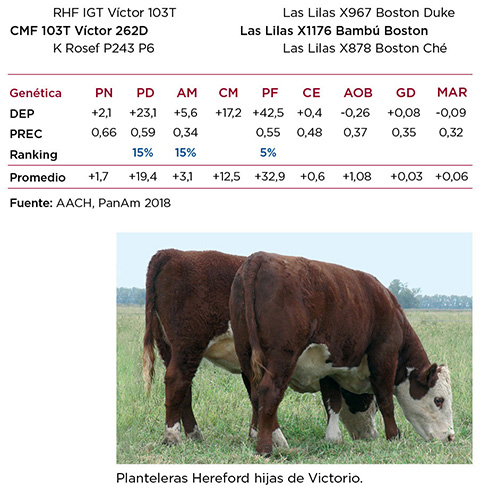 RHF IGT Víctor 103T Las Lilas X967 Boston Duke
CMF 103T Víctor 262D Las Lilas X1176 Bambú Boston
K Rosef P243 P6 Las Lilas X878 Boston Ché
Genética PN PD AM CM PF CE AOB GD MAR
DEP +2,1 +23,1 +5,6 +17,2 +42,5 +0,4 -0,26 +0,08 -0,09
PREC 0,66 0,59 0,34 0,55 0,48 0,37 0,35 0,32
Ranking 15% 15% 5%
Promedio +1,7 +19,4 +3,1 +12,5 +32,9 +0,6 +1,08 +0,03 +0,06
Fuente: AACH, PanAm 2018
Planteleras Hereford hijas de Victorio.